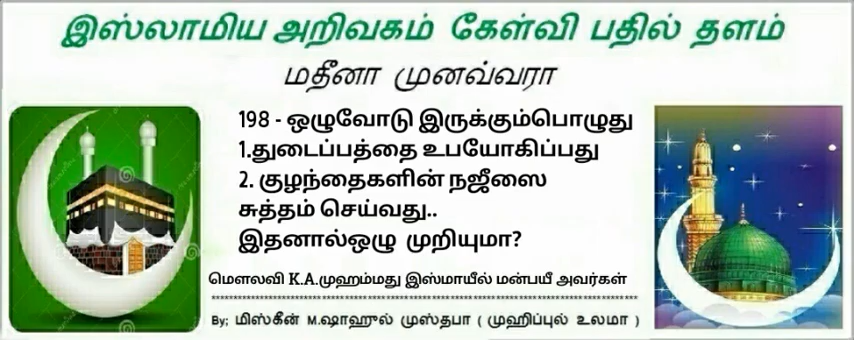 இஸ்லாமிய அறிவகம் கேள்வி பதில் தளம்
மதீனா முனவ்வரா
198 - ஒழுவோடு இருக்கும்பொழுது
1.துடைப்பத்தை உபயோகிப்பது
2. குழந்தைகளின் நஜீஸை
சுத்தம் செய்வது..
இதனால்ஒழு முறியுமா?
மௌலவி K.A.முஹம்மது இஸ்மாயீல் மன்பயீ அவர்கள்
By; மிஸ்கீன் M.ஷாஹுல் முஸ்தபா ( முஹிப்புல் உலமா )